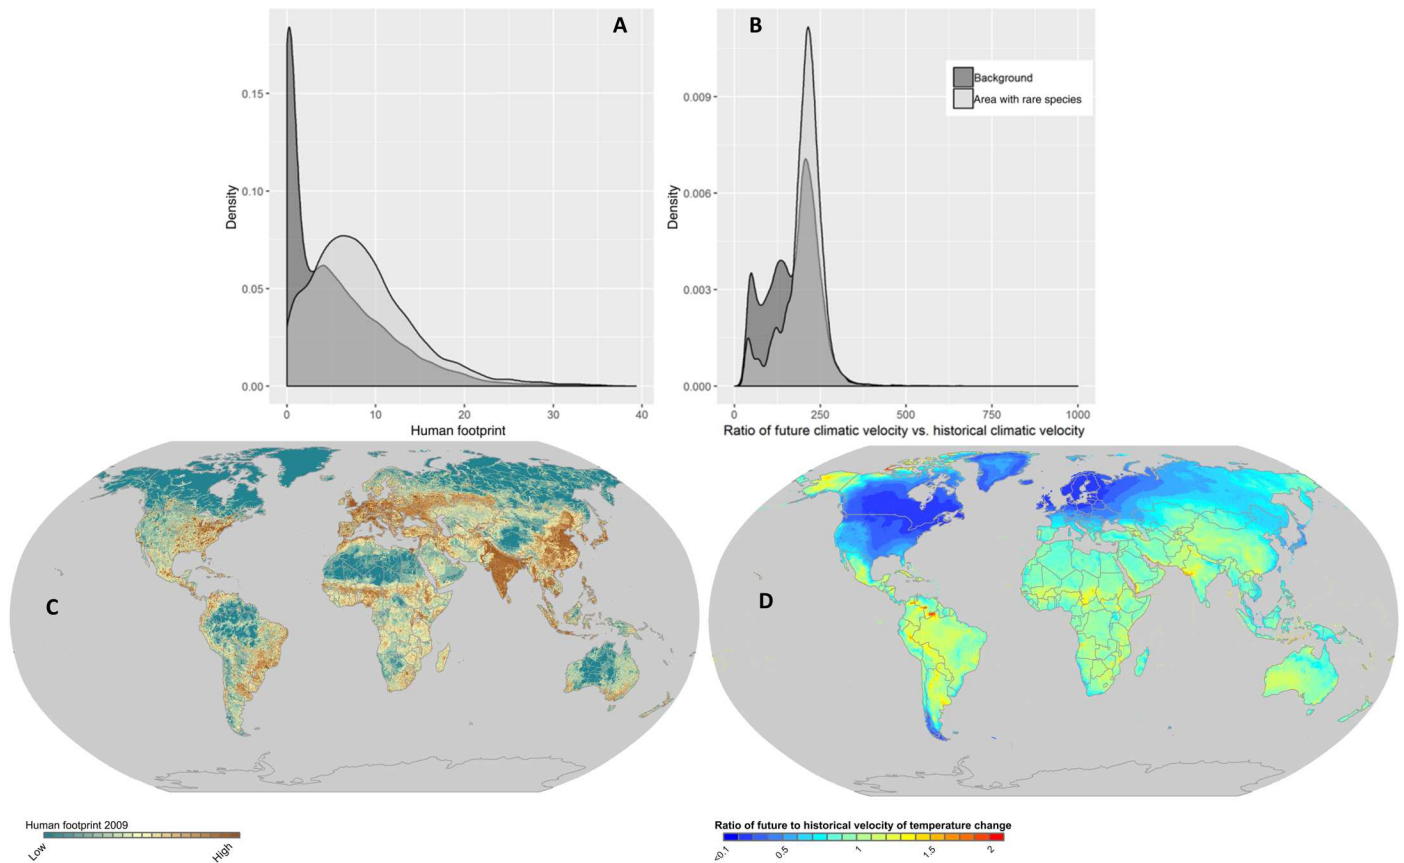 A
0.15
0.10
0.05
0.00
Density
0
10
20
30
40
Human footprint
B
Background
Area with rare species
0.009
0.006
0.003
0.000
Density
0
250
500
750
1000
Ratio of future climatic velocity vs. historical climatic velocity
C
D
Human footprint 2009
Low
High
Ratio of future to historical velocity of temperature change
<0.1
0.5
1
1.5
2